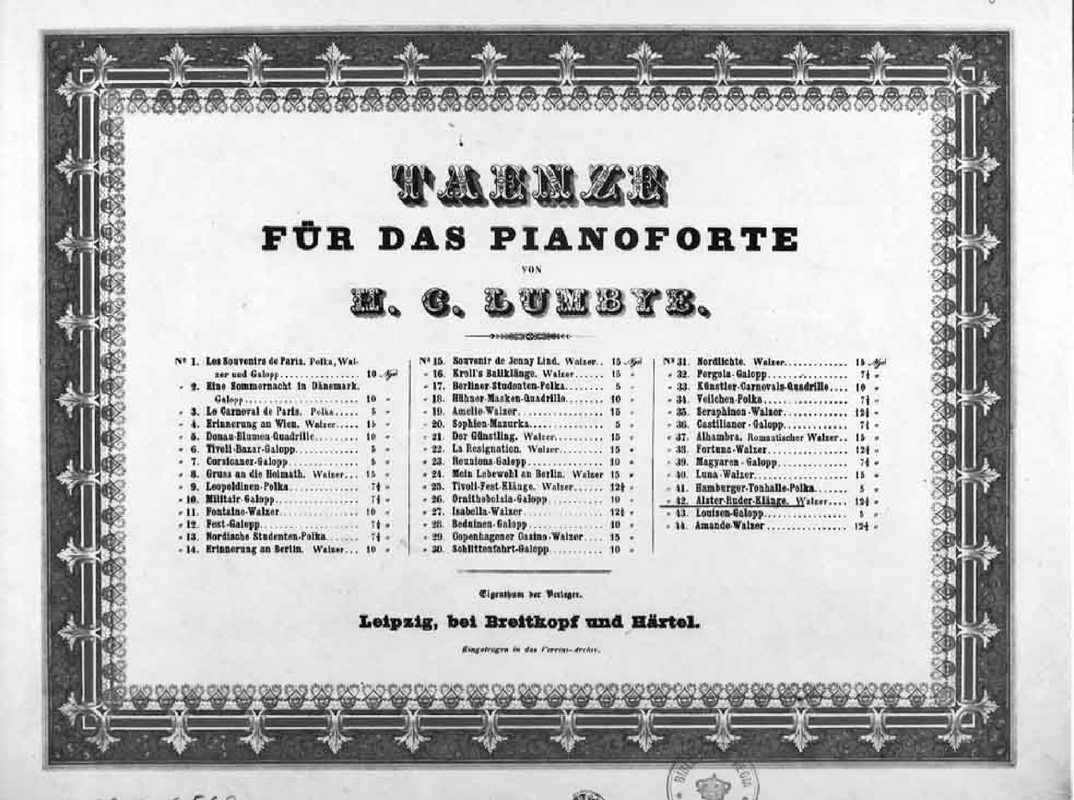 TAENZE
FÜR DAS PIANOFORTE
VON
H. C. LUMBYE.
Nº 1. Les Souvenirs de Paris. Polka, Wal-
zer und Galopp 10 Ngr.
" 2. Eine Sommernacht in Dänemark.
Galopp 10 "
" 3. Le Carneval de Paris. Polka 5 "
" 4. Erinnerung an Wien. Walzer 15 "
" 5. Donau-Blumen-Quadrille 10 "
" 6. Tivoli-Bazar-Galopp 5 "
" 7. Corsicaner-Galopp 5 "
" 8. Gruss an die Heimath. Walzer 15 "
" 9. Leopoldinen-Polka 7½ "
" 10. Militair-Galopp 7½ "
" 11. Fontaine-Walzer 10 "
" 12. Fest-Galopp 7½ "
" 13. Nordische Studenten-Polka 7½ "
" 14. Erinnerung an Berlin. Walzer 10 "
Nº 15. Souvenir de Jenny Lind. Walzer 15 Ngr.
" 16. Kroll's Ballklänge. Walzer 15 "
" 17. Berliner-Studenten-Polka 5 "
" 18. Hühner-Masken-Quadrille 10 "
" 19. Amelie-Walzer 15 "
" 20. Sophien-Mazurka 5 "
" 21. Der Günstling. Walzer 15 "
" 22. La Resignation. Walzer 15 "
" 23. Reunions-Galopp 10 "
" 24. Mein Lebewohl an Berlin. Walzer 15 "
" 25. Tivoli-Fest-Klänge. Walzer 12½ "
" 26. Ornithobolaia-Galopp 10 "
" 27. Isabella-Walzer 12½ "
" 28. Beduinen-Galopp 10 "
" 29. Copenhagener Casino-Walzer 15 "
" 30. Schlittenfahrt-Galopp 10 "
Nº 31. Nordlichte. Walzer 15 Ngr.
" 32. Pergola-Galopp 7½ "
" 33. Künstler-Carnevals-Quadrille 10 "
" 34. Veilchen-Polka 7½ "
" 35. Seraphinen-Walzer 12½ "
" 36. Castilianer-Galopp 7½ "
" 37. Alhambra. Romantischer Walzer 15 "
" 38. Fortuna-Walzer 12½ "
" 39. Magyaren-Galopp 7½ "
" 40. Luna-Walzer 15 "
" 41. Hamburger-Tonhalle-Polka 5 "
" 42. Alster-Ruder-Klänge. Walzer 12½ "
" 43. Louisen-Galopp 5 "
" 44. Amande-Walzer 12½ "
Eigenthum der Verleger.
Leipzig, bei Breitkopf und Härtel.
Eingetragen in das Vereins-Archiv.